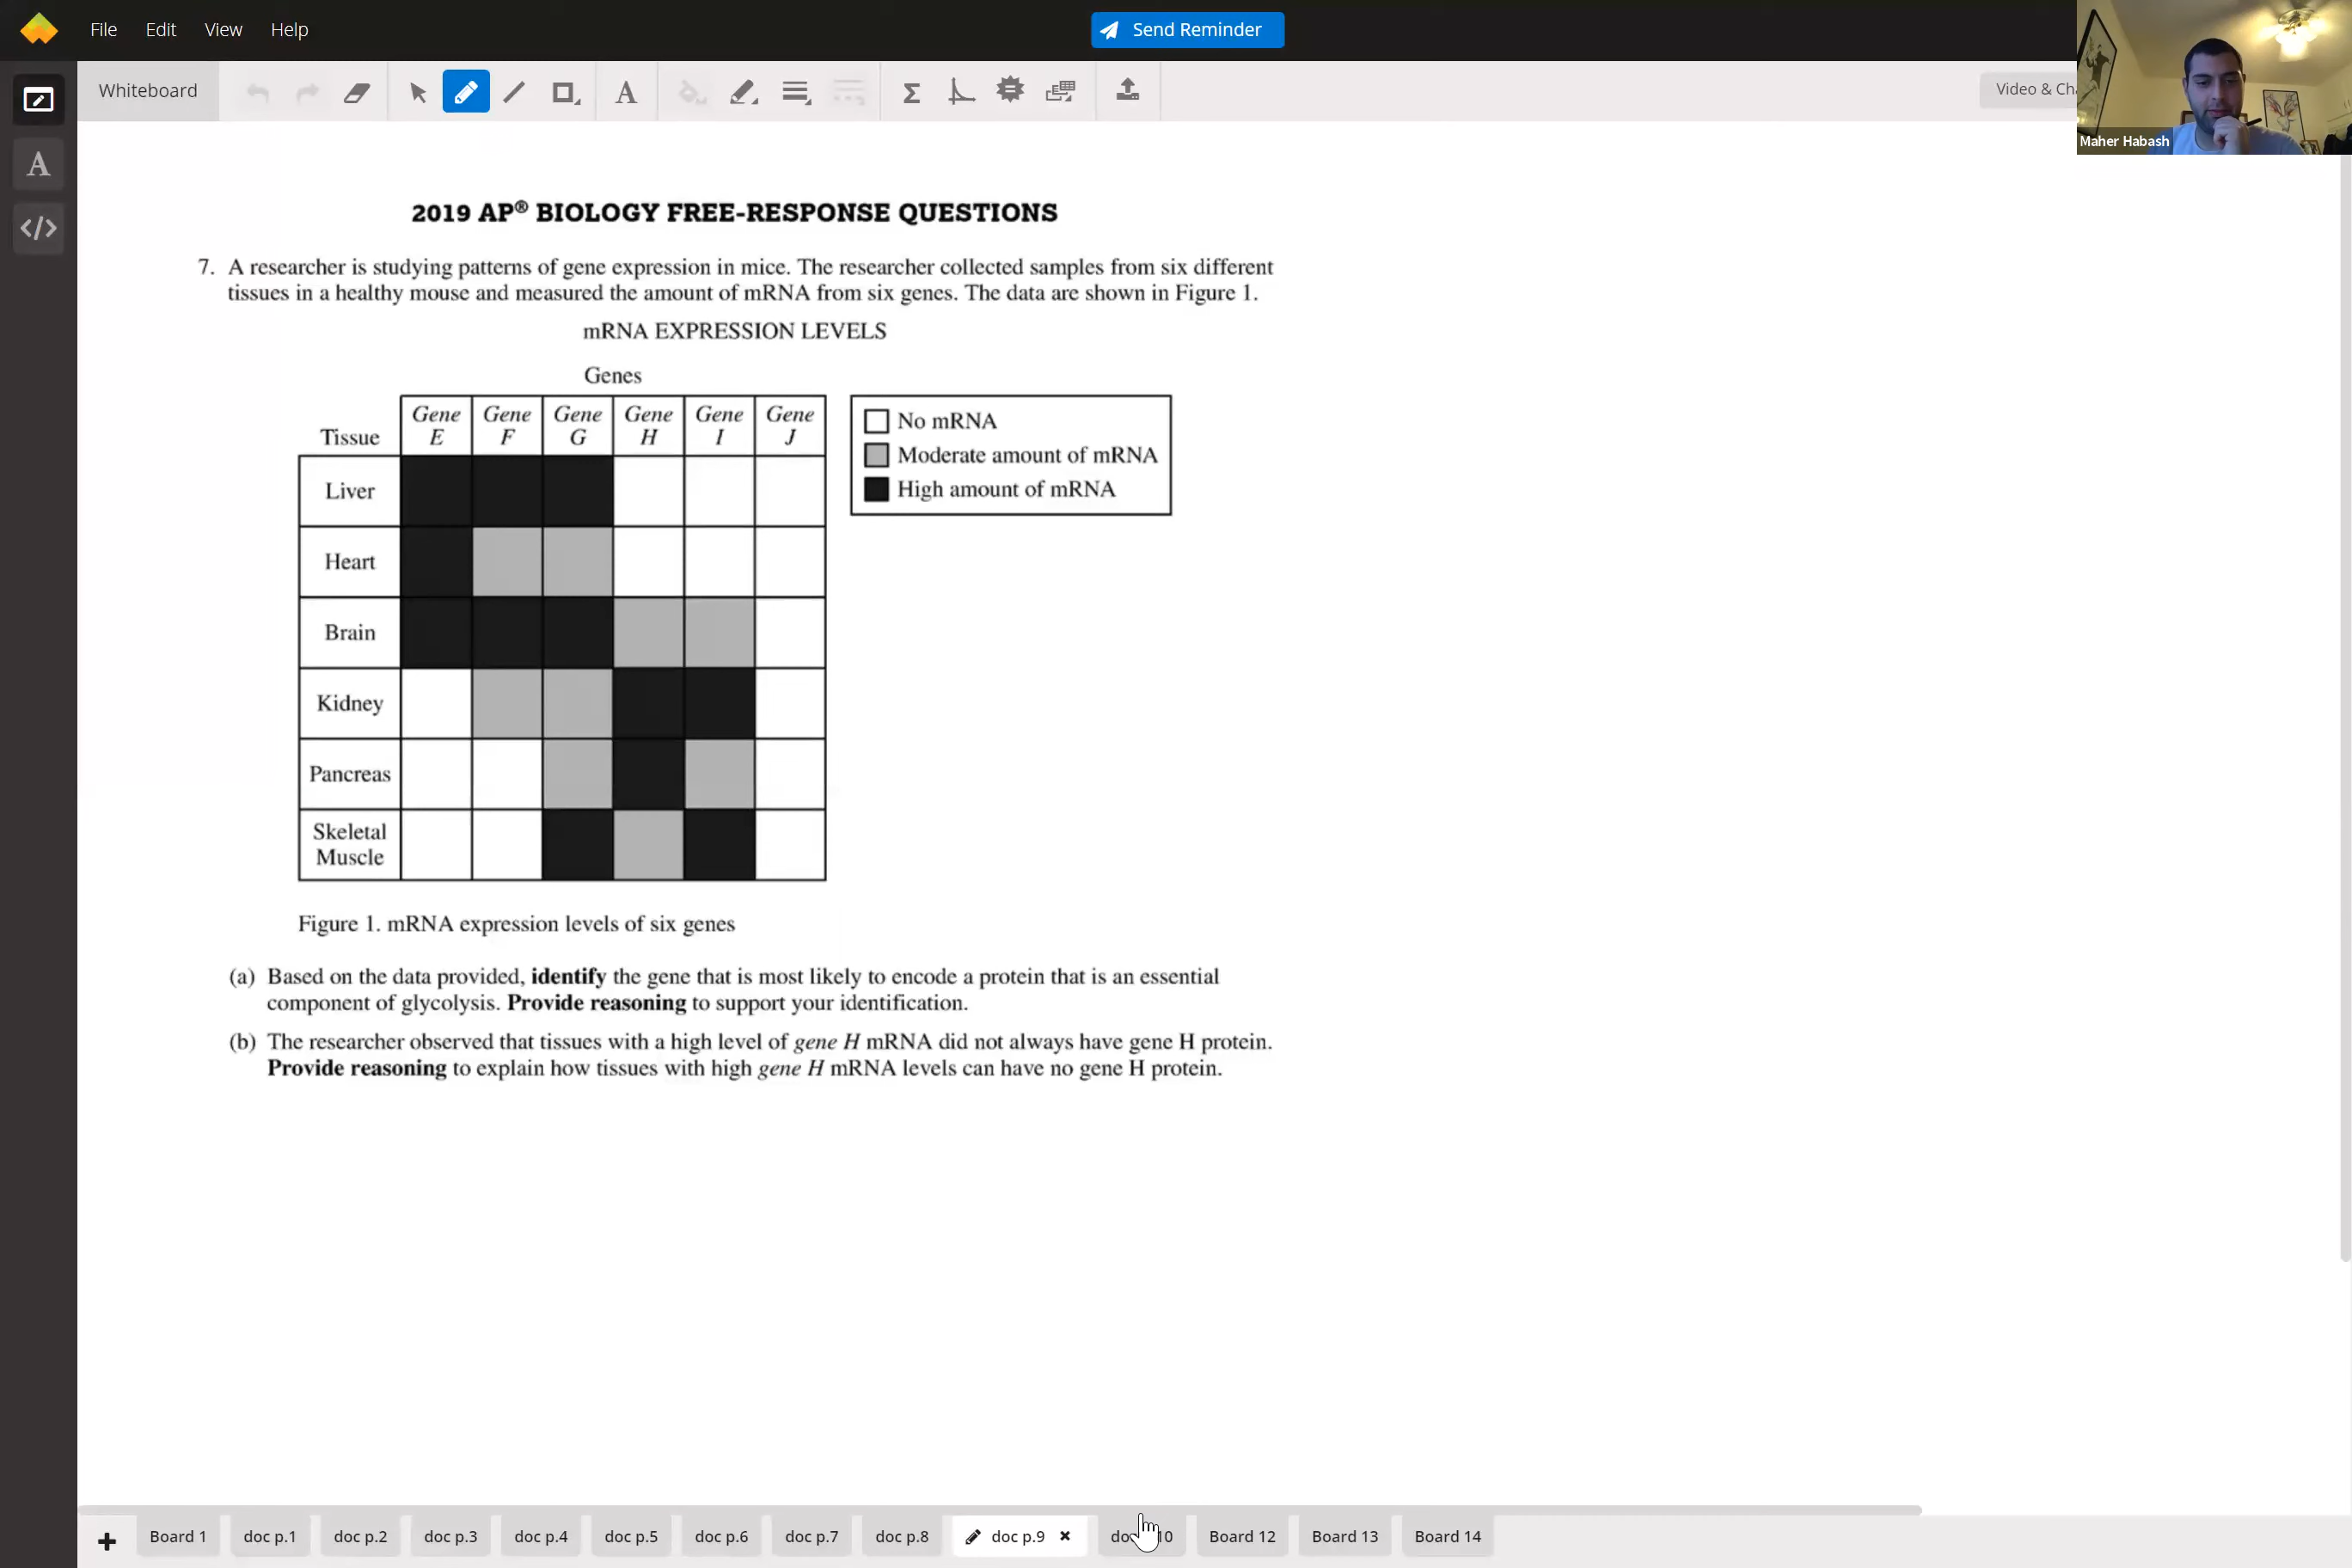 File Edit View Help
Send Reminder
Whiteboard
A
Σ
Video & Cha
A
</>
Maher Habash
2019 AP® BIOLOGY FREE-RESPONSE QUESTIONS
7. A researcher is studying patterns of gene expression in mice. The researcher collected samples from six different
tissues in a healthy mouse and measured the amount of mRNA from six genes. The data are shown in Figure 1.
mRNA EXPRESSION LEVELS
Genes
Tissue Gene E Gene F Gene G Gene H Gene I Gene J
No mRNA
Moderate amount of mRNA
High amount of mRNA
Liver
Heart
Brain
Kidney
Pancreas
Skeletal
Muscle
Figure 1. mRNA expression levels of six genes
(a) Based on the data provided, identify the gene that is most likely to encode a protein that is an essential
component of glycolysis. Provide reasoning to support your identification.
(b) The researcher observed that tissues with a high level of gene H mRNA did not always have gene H protein.
Provide reasoning to explain how tissues with high gene H mRNA levels can have no gene H protein.
Board 1 doc p.1 doc p.2 doc p.3 doc p.4 doc p.5 doc p.6 doc p.7 doc p.8 doc p.9 Board 12 Board 13 Board 14